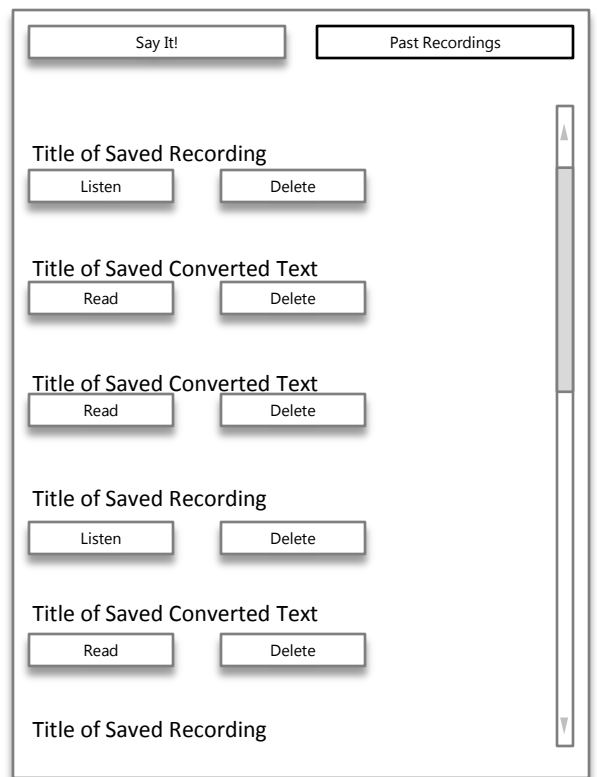 Say It! Past Recordings
Title of Saved Recording
Listen Delete
Title of Saved Converted Text
Read Delete
Title of Saved Converted Text
Read Delete
Title of Saved Recording
Listen Delete
Title of Saved Converted Text
Read Delete
Title of Saved Recording